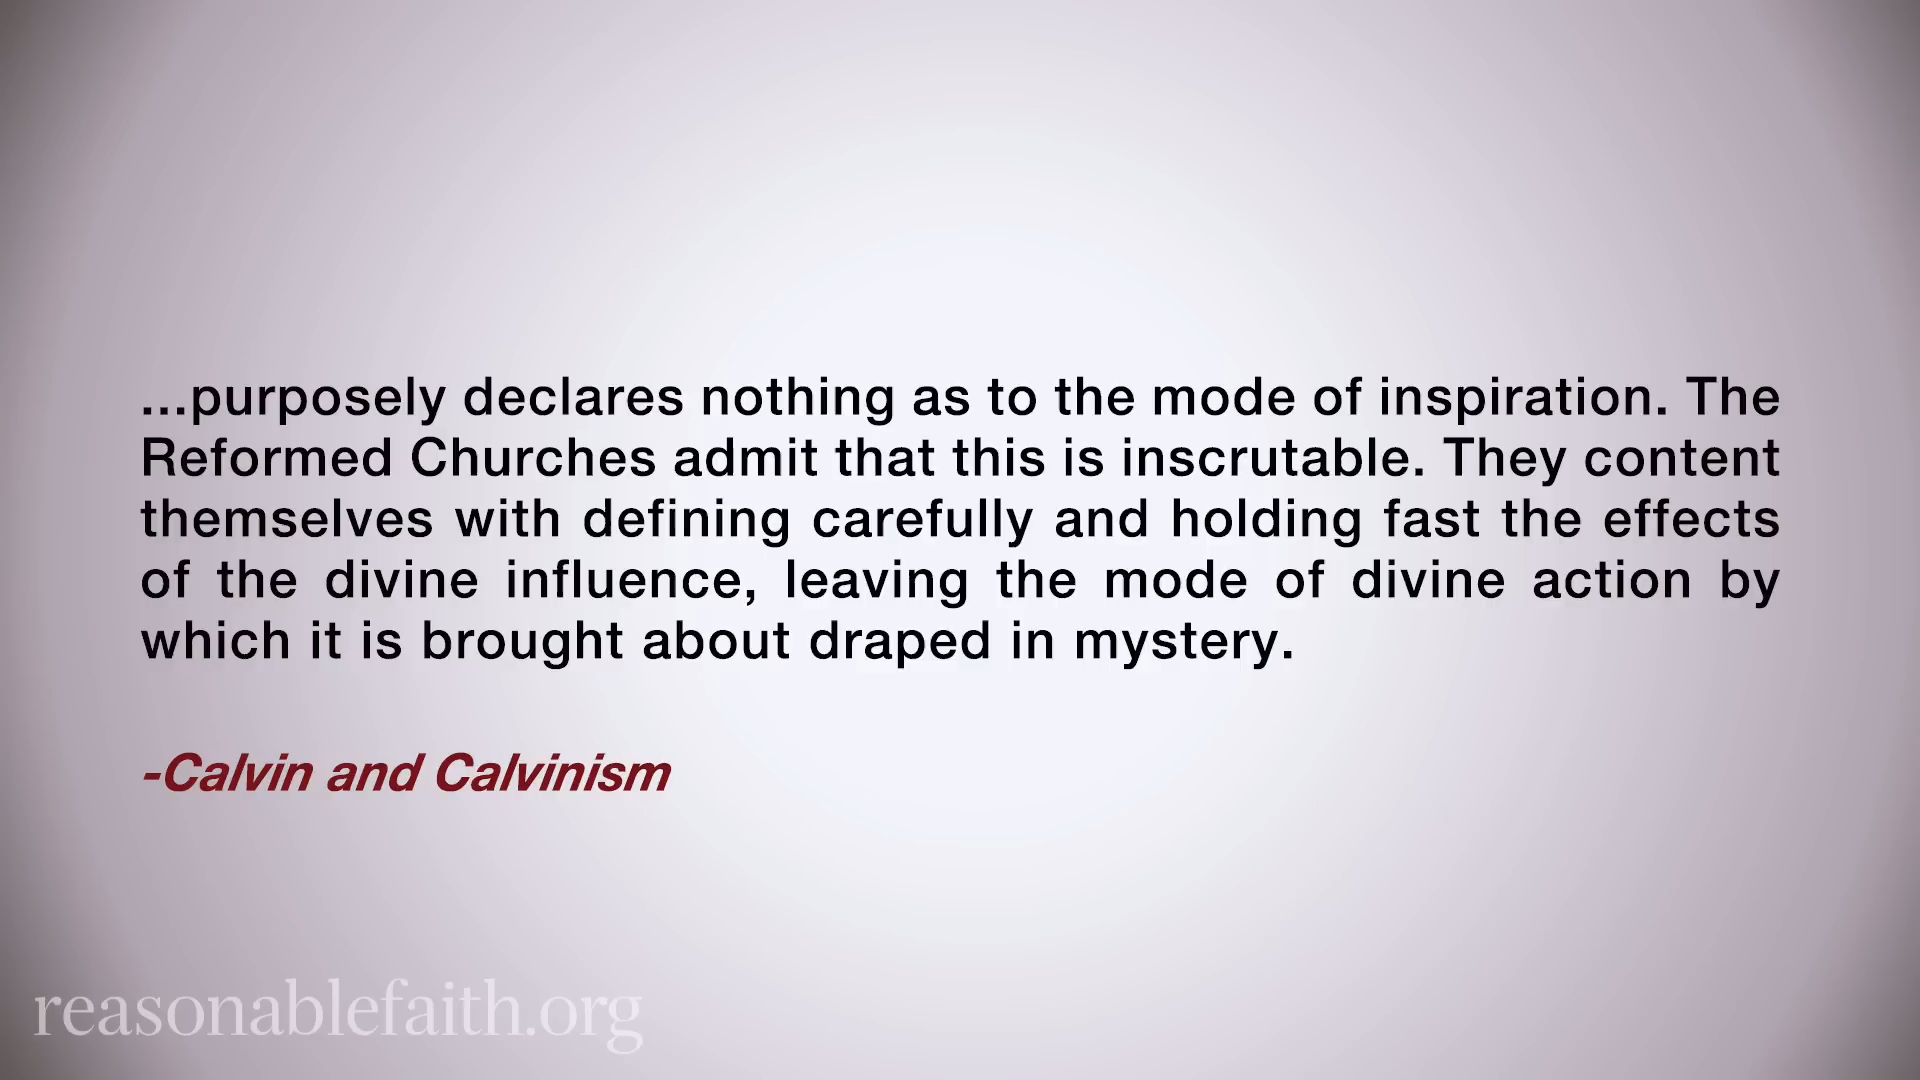 ...purposely declares nothing as to the mode of inspiration. The
Reformed Churches admit that this is inscrutable. They content
themselves with defining carefully and holding fast the effects
of the divine influence, leaving the mode of divine action by
which it is brought about draped in mystery.
-Calvin and Calvinism
reasonablefaith.org